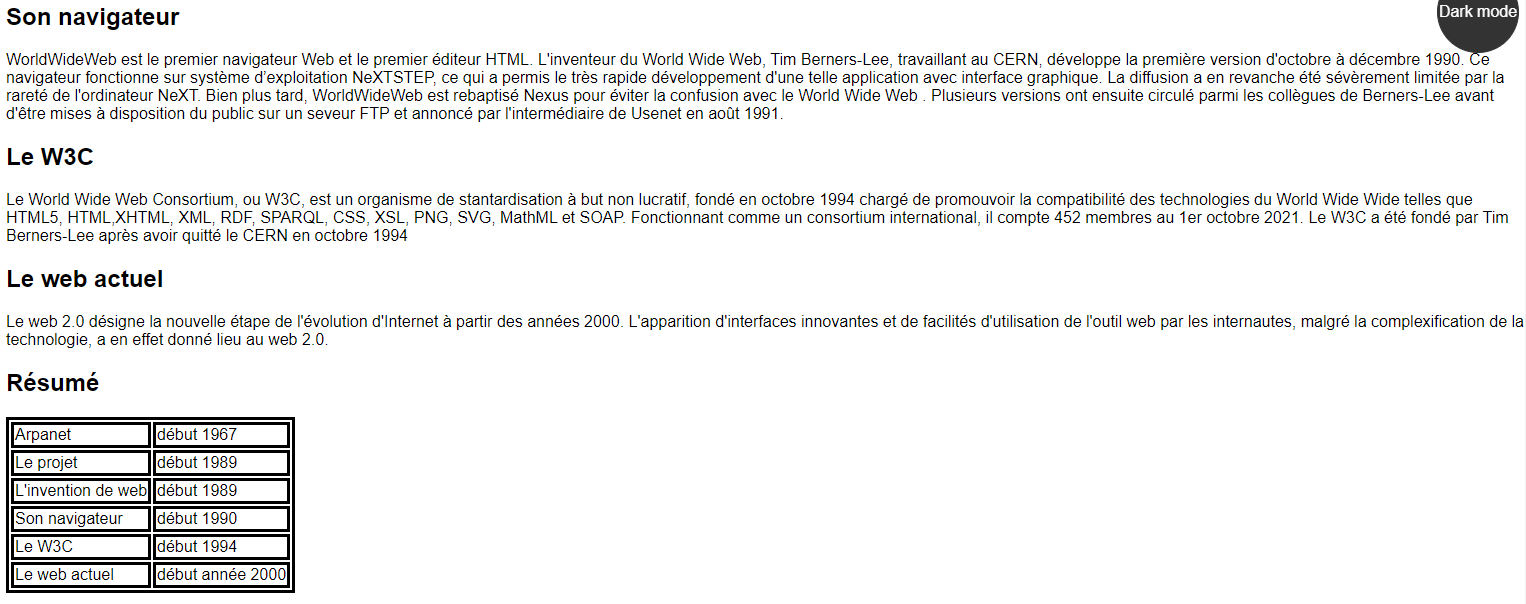 Son navigateur
Dark mode
WorldWideWeb est le premier navigateur Web et le premier éditeur HTML. L'inventeur du World Wide Web, Tim Berners-Lee, travaillant au CERN, développe la première version d'octobre à décembre 1990. Ce
navigateur fonctionne sur système d'exploitation NeXTSTEP, ce qui a permis le très rapide développement d'une telle application avec interface graphique. La diffusion a en revanche été sévèrement limitée par la
rareté de l'ordinateur NeXT. Bien plus tard, WorldWideWeb est rebaptisé Nexus pour éviter la confusion avec le World Wide Web . Plusieurs versions ont ensuite circulé parmi les collègues de Berners-Lee avant
d'être mises à disposition du public sur un seveur FTP et annoncé par l'intermédiaire de Usenet en août 1991.
Le W3C
Le World Wide Web Consortium, ou W3C, est un organisme de stantardisation à but non lucratif, fondé en octobre 1994 chargé de promouvoir la compatibilité des technologies du World Wide Wide telles que
HTML5, HTML,XHTML, XML, RDF, SPARQL, CSS, XSL, PNG, SVG, MathML et SOAP. Fonctionnant comme un consortium international, il compte 452 membres au 1er octobre 2021. Le W3C a été fondé par Tim
Berners-Lee après avoir quitté le CERN en octobre 1994
Le web actuel
Le web 2.0 désigne la nouvelle étape de l'évolution d'Internet à partir des années 2000. L'apparition d'interfaces innovantes et de facilités d'utilisation de l'outil web par les internautes, malgré la complexification de la
technologie, a en effet donné lieu au web 2.0.
Résumé
Arpanet début 1967
Le projet début 1989
L'invention de web début 1989
Son navigateur début 1990
Le W3C début 1994
Le web actuel début année 2000